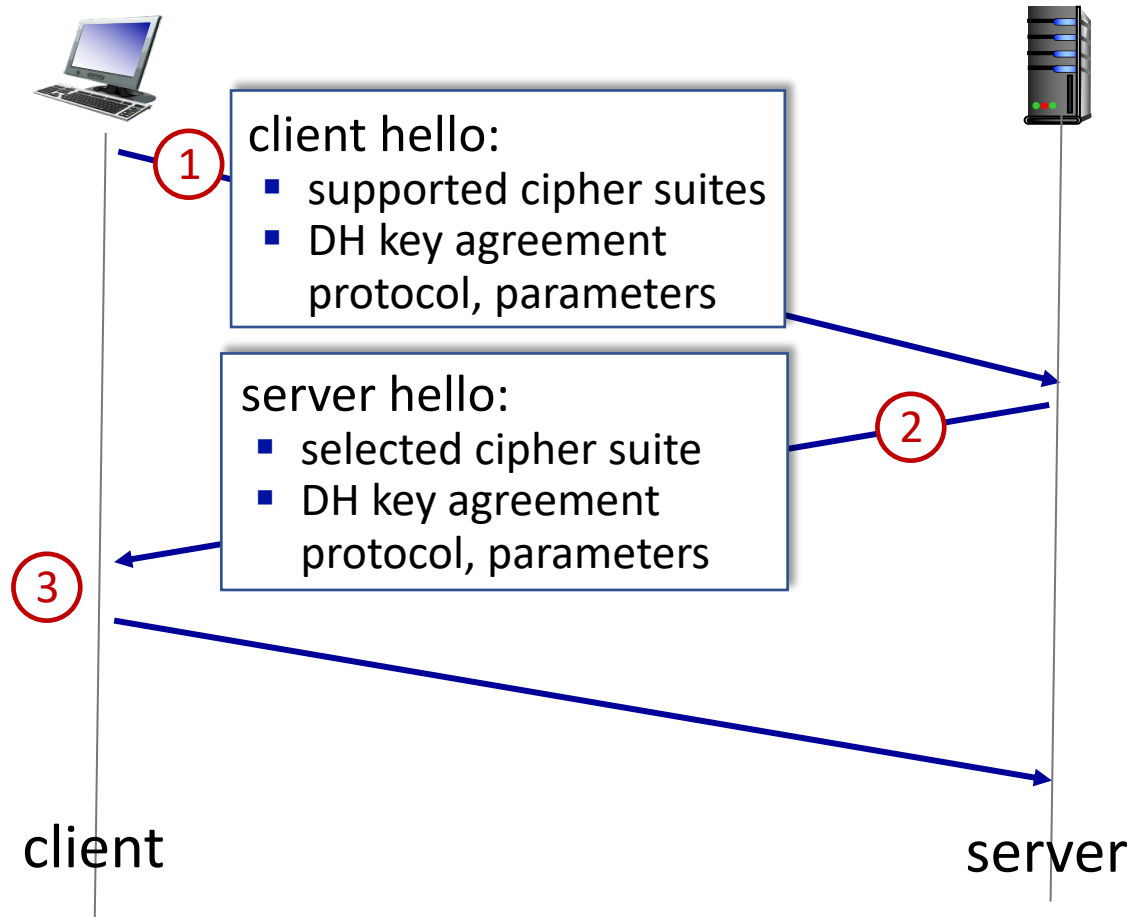 1
client hello:
▪ supported cipher suites
▪ DH key agreement
protocol, parameters
server hello:
▪ selected cipher suite
▪ DH key agreement
protocol, parameters
2
3
client
server